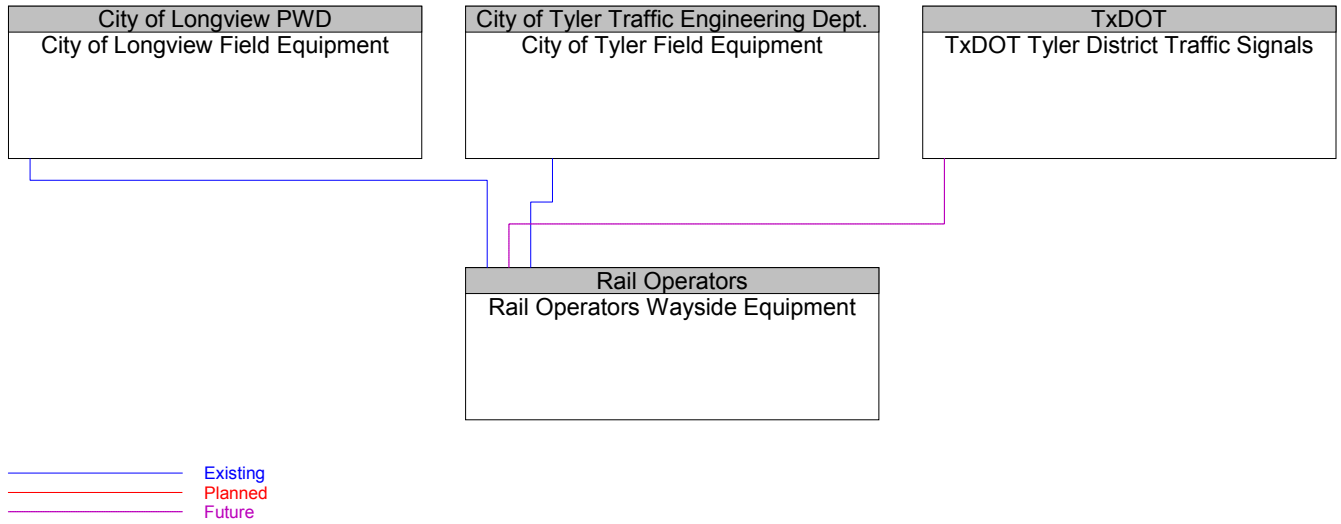 City of Longview PWD
City of Longview Field Equipment
City of Tyler Traffic Engineering Dept.
City of Tyler Field Equipment
TxDOT
TxDOT Tyler District Traffic Signals
Rail Operators
Rail Operators Wayside Equipment
Existing
Planned
Future